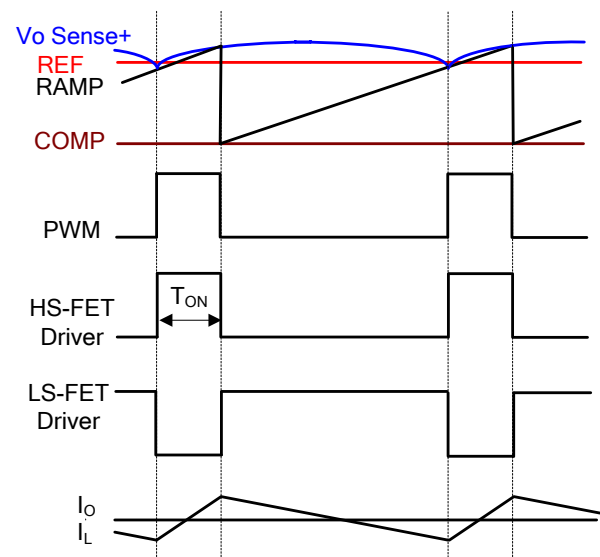 Vo Sense+
REF
RAMP
COMP
PWM
HS-FET
Driver
TON
LS-FET
Driver
IO
IL